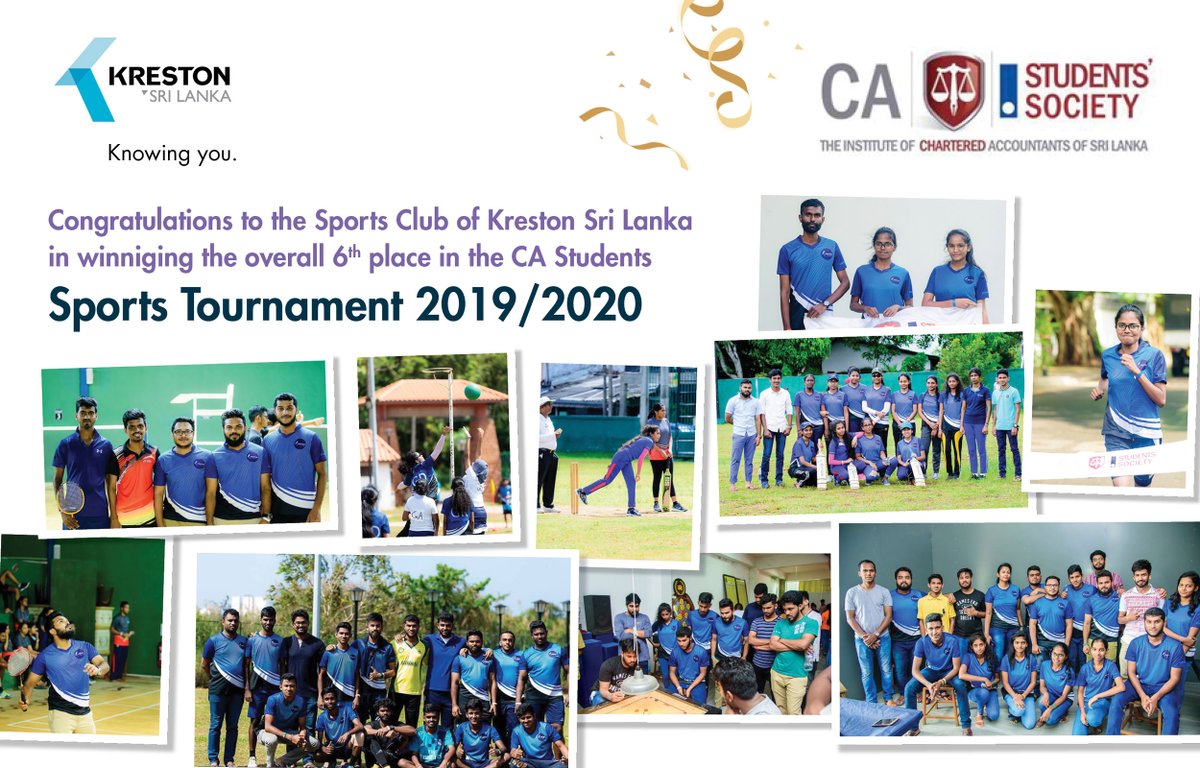 KRESTON
SRI LANKA
Knowing you.
CA STUDENTS'
SOCIETY
THE INSTITUTE OF CHARTERED ACCOUNTANTS OF SRI LANKA
Congratulations to the Sports Club of Kreston Sri Lanka
in winniging the overall 6th place in the CA Students
Sports Tournament 2019/2020
STUDENTS'
SOCIETY
CA